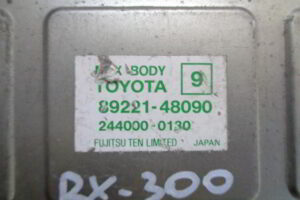 BODY
TOYOTA 9
89221-48090
244000-0130
FUJITSU TEN LIMITED JAPAN
RX-300